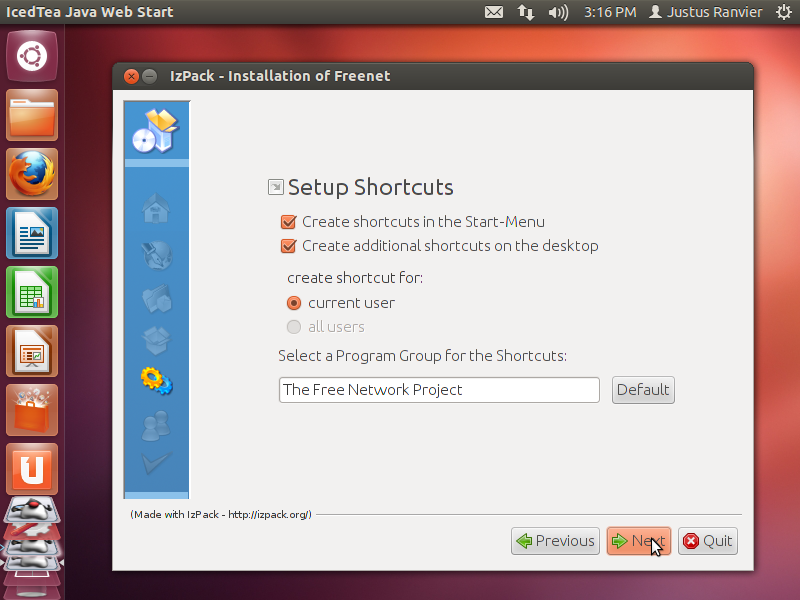 IcedTea Java Web Start
3:16 PM Justus Ranvier
IzPack - Installation of Freenet
Setup Shortcuts
Create shortcuts in the Start-Menu
Create additional shortcuts on the desktop
create shortcut for:
current user
all users
Select a Program Group for the Shortcuts:
The Free Network Project Default
(Made with IzPack - http://izpack.org/)
Previous Next Quit